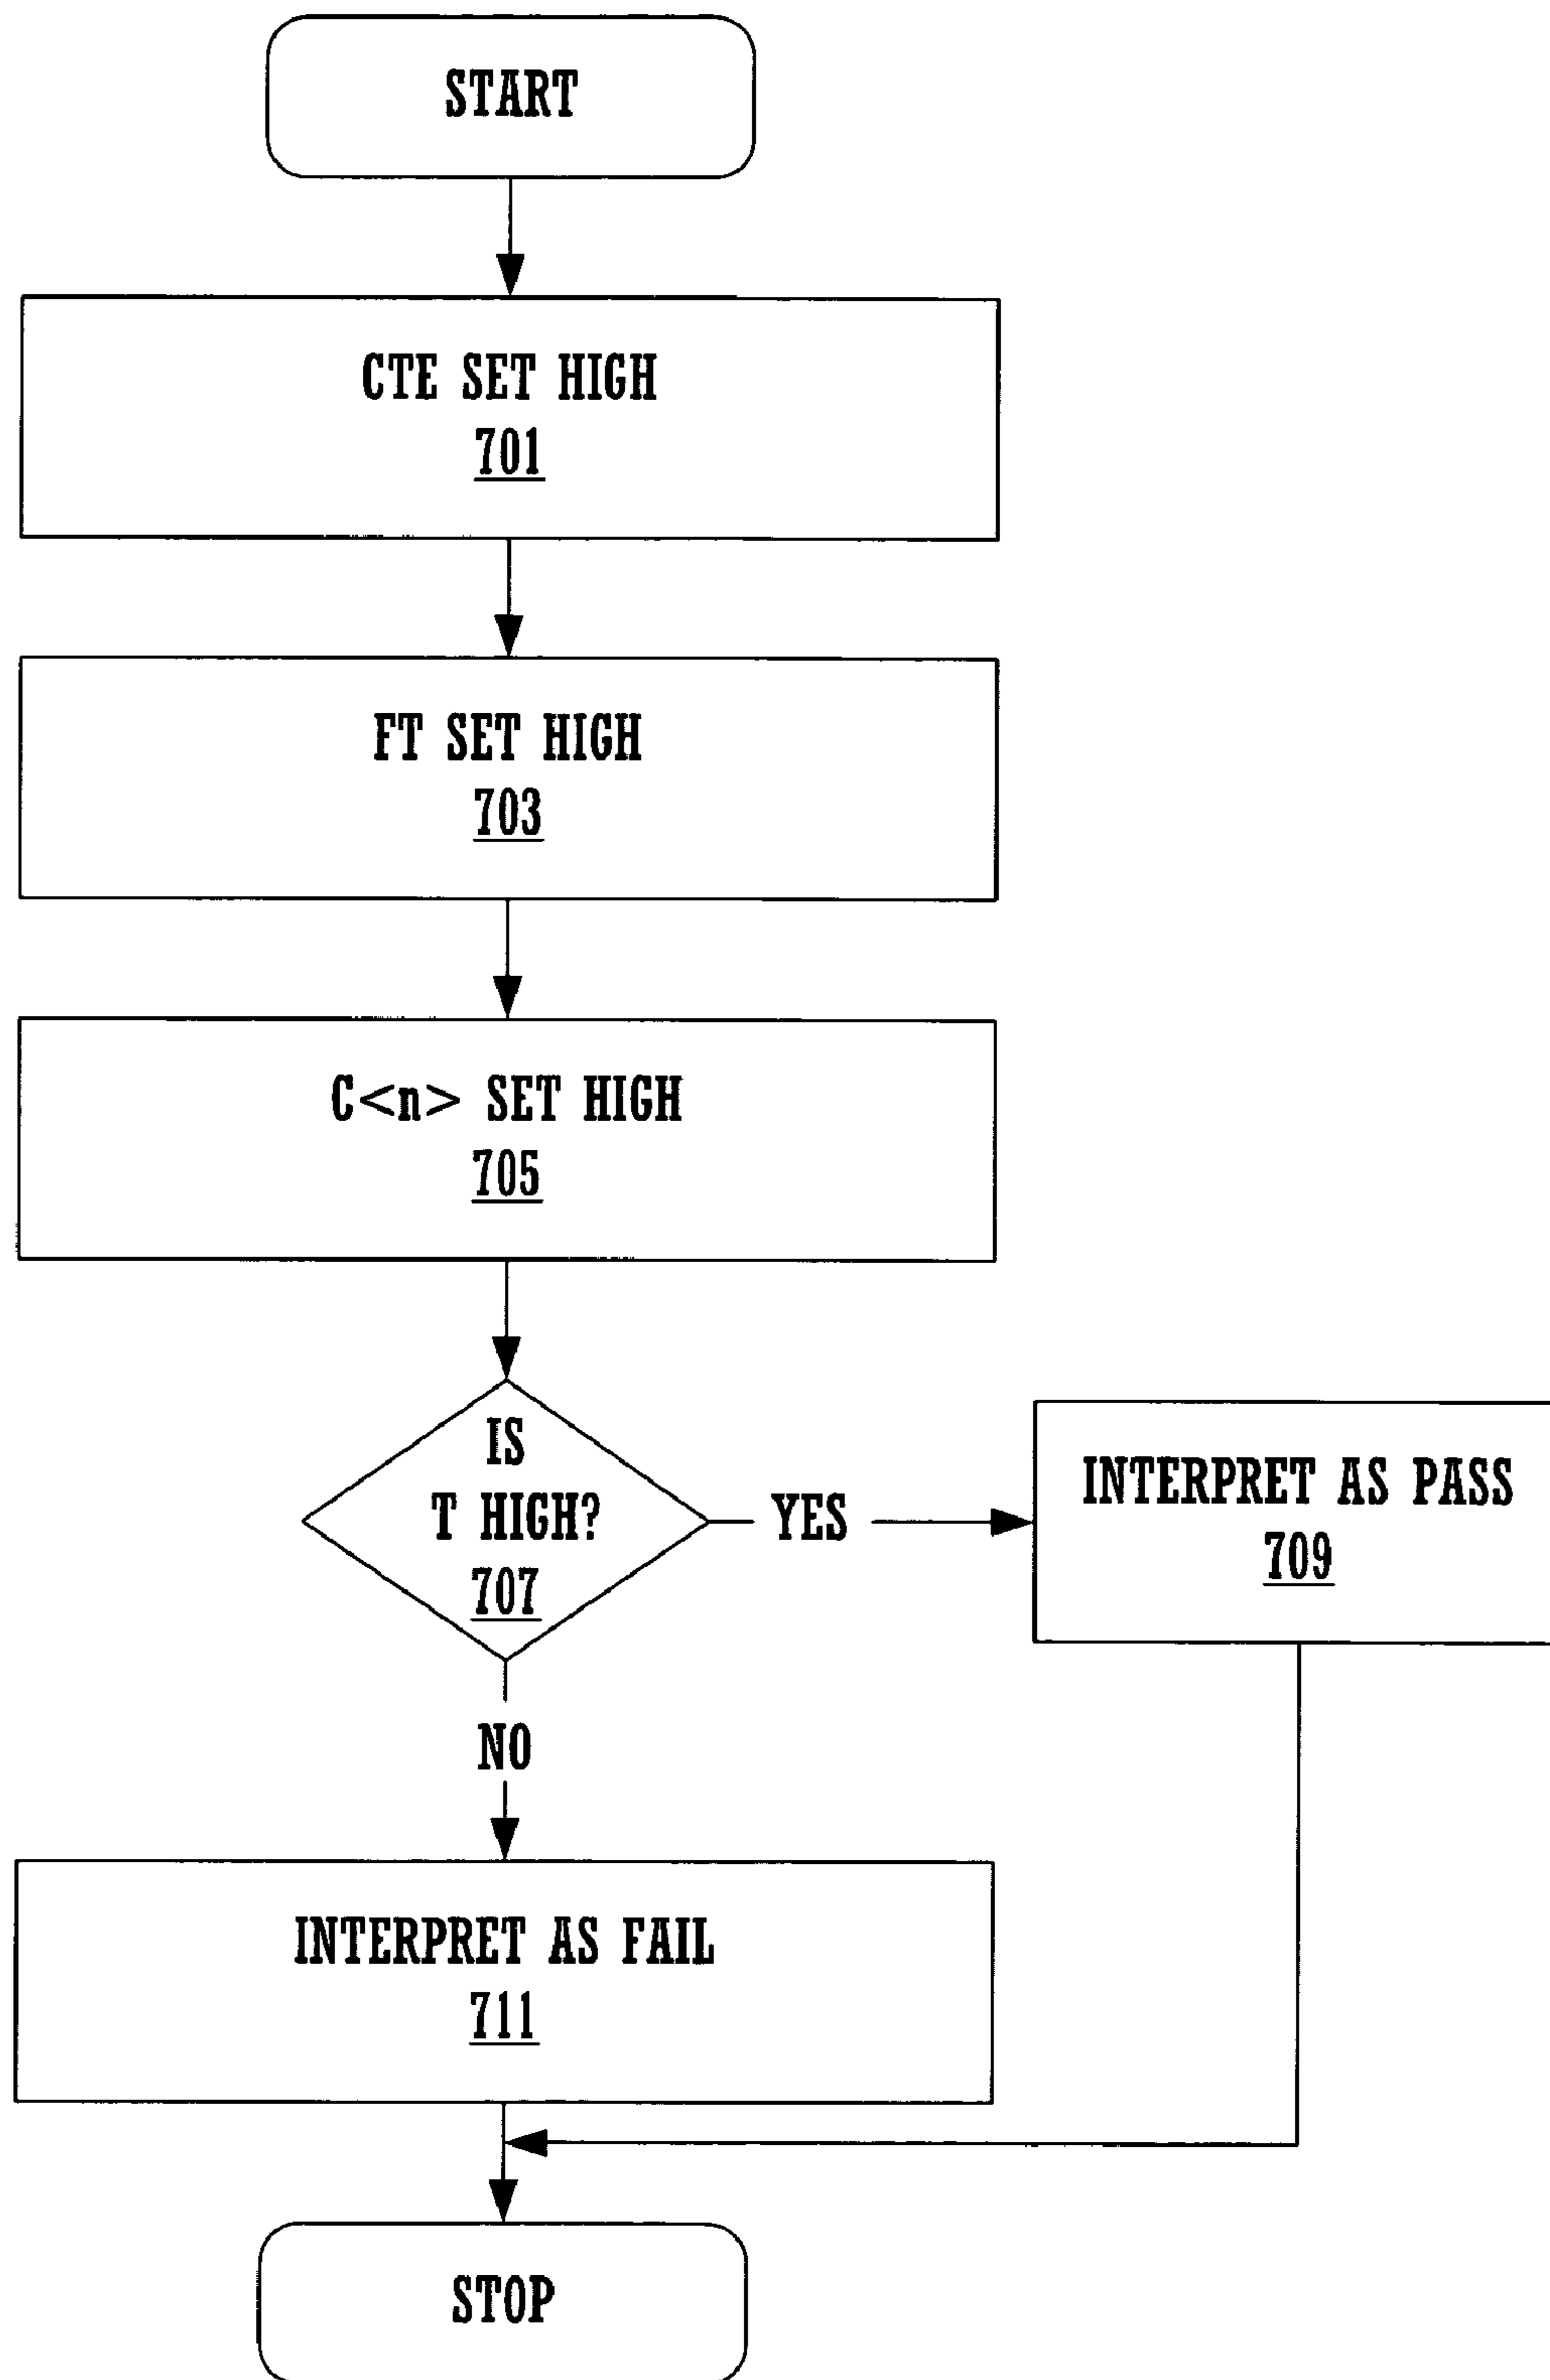 START
CTE SET HIGH
701
FT SET HIGH
703
C<n> SET HIGH
705
IS
T HIGH?
707
YES
INTERPRET AS PASS
709
NO
INTERPRET AS FAIL
711
STOP